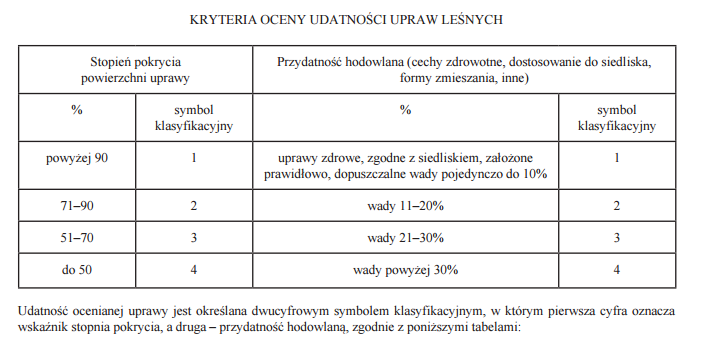 KRYTERIA OCENY UDATNOŚCI UPRAW LEŚNYCH
Stopień pokrycia
powierzchni uprawy
Przydatność hodowlana (cechy zdrowotne, dostosowanie do siedliska,
formy zmieszania, inne)
%
symbol
klasyfikacyjny
%
symbol
klasyfikacyjny
powyżej 90
1
uprawy zdrowe, zgodne z siedliskiem, założone
prawidłowo, dopuszczalne wady pojedynczo do 10%
1
71–90
2
wady 11–20%
2
51–70
3
wady 21–30%
3
do 50
4
wady powyżej 30%
4
Udatność ocenianej uprawy jest określana dwucyfrowym symbolem klasyfikacyjnym, w którym pierwsza cyfra oznacza
wskaźnik stopnia pokrycia, a druga – przydatność hodowlaną, zgodnie z poniższymi tabelami: